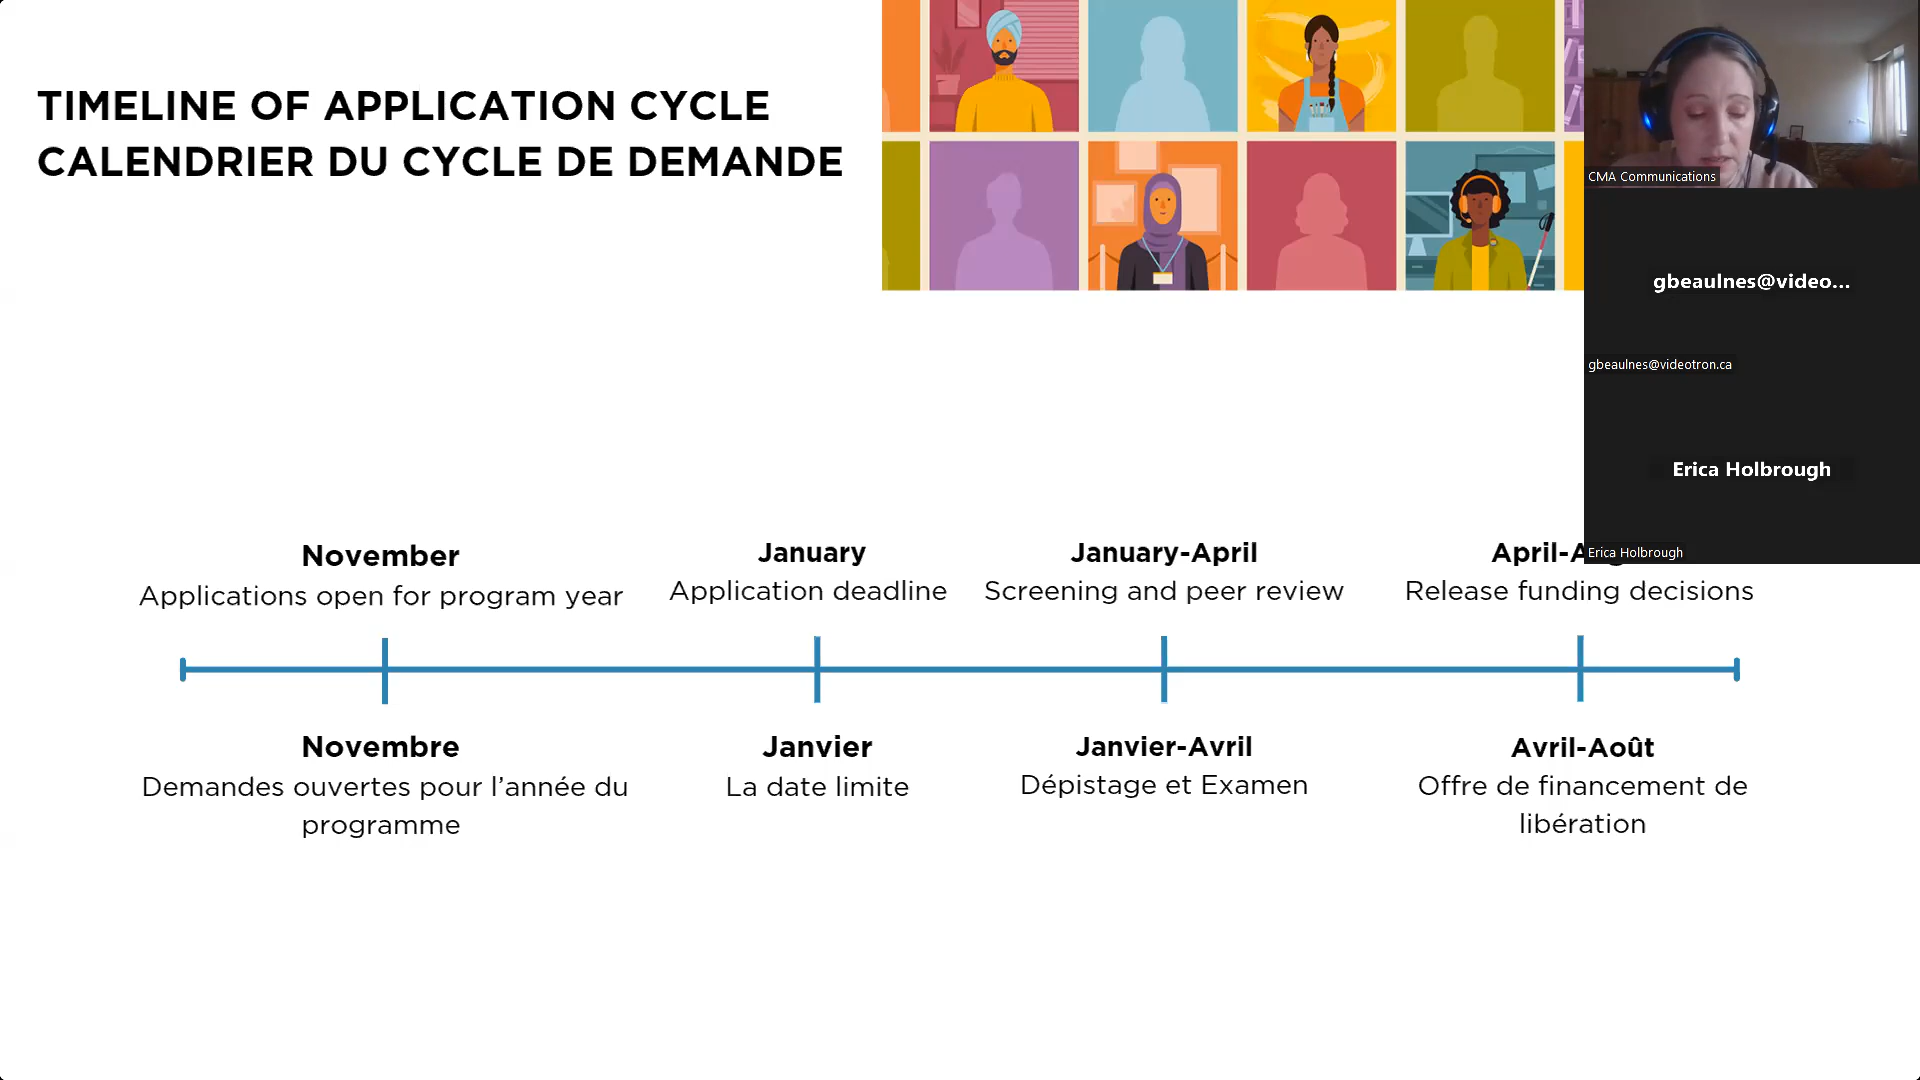 TIMELINE OF APPLICATION CYCLE
CALENDRIER DU CYCLE DE DEMANDE
CMA Communications
gbeaulnes@video...
gbeaulnes@videotron.ca
Erica Holbrough
Erica Holbrough
November
Applications open for program year
January
Application deadline
January-April
Screening and peer review
Release funding decisions
Novembre
Demandes ouvertes pour l’année du
programme
Janvier
La date limite
Janvier-Avril
Dépistage et Examen
Avril-Août
Offre de financement de
libération